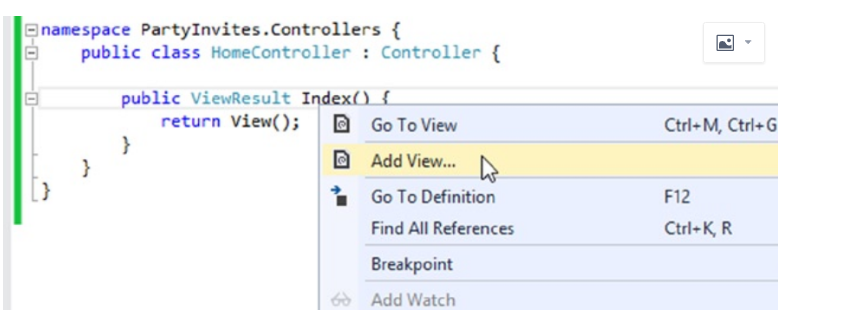 namespace PartyInvites.Controllers {
public class HomeController : Controller {
public ViewResult Index() {
return View();
}
}
}
Go To View Ctrl+M, Ctrl+G
Add View...
Go To Definition F12
Find All References Ctrl+K, R
Breakpoint
Add Watch